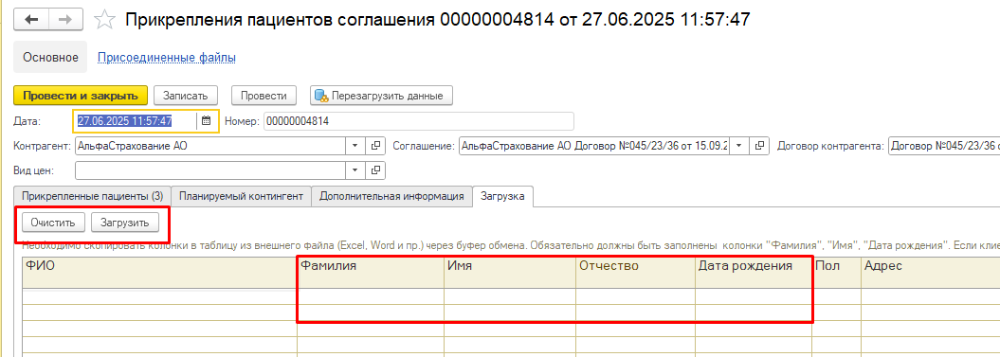 Прикрепления пациентов соглашения 00000004814 от 27.06.2025 11:57:47
Основное Присоединенные файлы
Провести и закрыть Записать Провести Перезагрузить данные
Дата: 27.06.2025 11:57:47 Номер: 00000004814
Контрагент: АльфаСтрахование АО Соглашение: АльфаСтрахование АО Договор №045/23/36 от 15.09.2 Договор контрагента: Договор №045/23/36 от
Вид цен:
Прикрепленные пациенты (3) Планируемый контингент Дополнительная информация Загрузка
Очистить Загрузить
Необходимо скопировать колонки в таблицу из внешнего файла (Excel, Word и пр.) через буфер обмена. Обязательно должны быть заполнены колонки "Фамилия", "Имя", "Дата рождения". Если клие
ФИО Фамилия Имя Отчество Дата рождения Пол Адрес